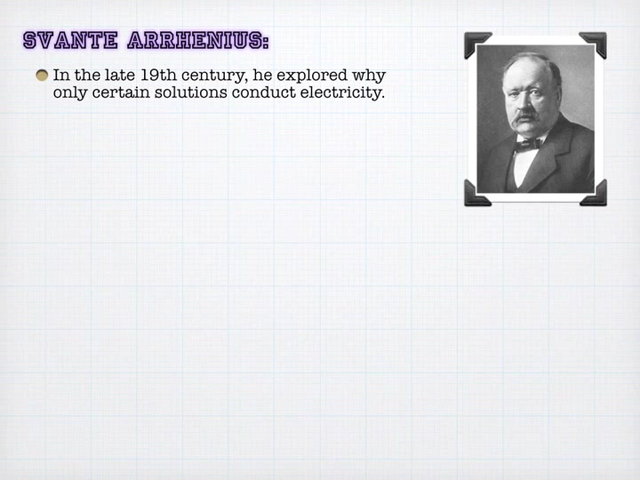 SVANTE ARRHENIUS:
In the late 19th century, he explored why
only certain solutions conduct electricity.